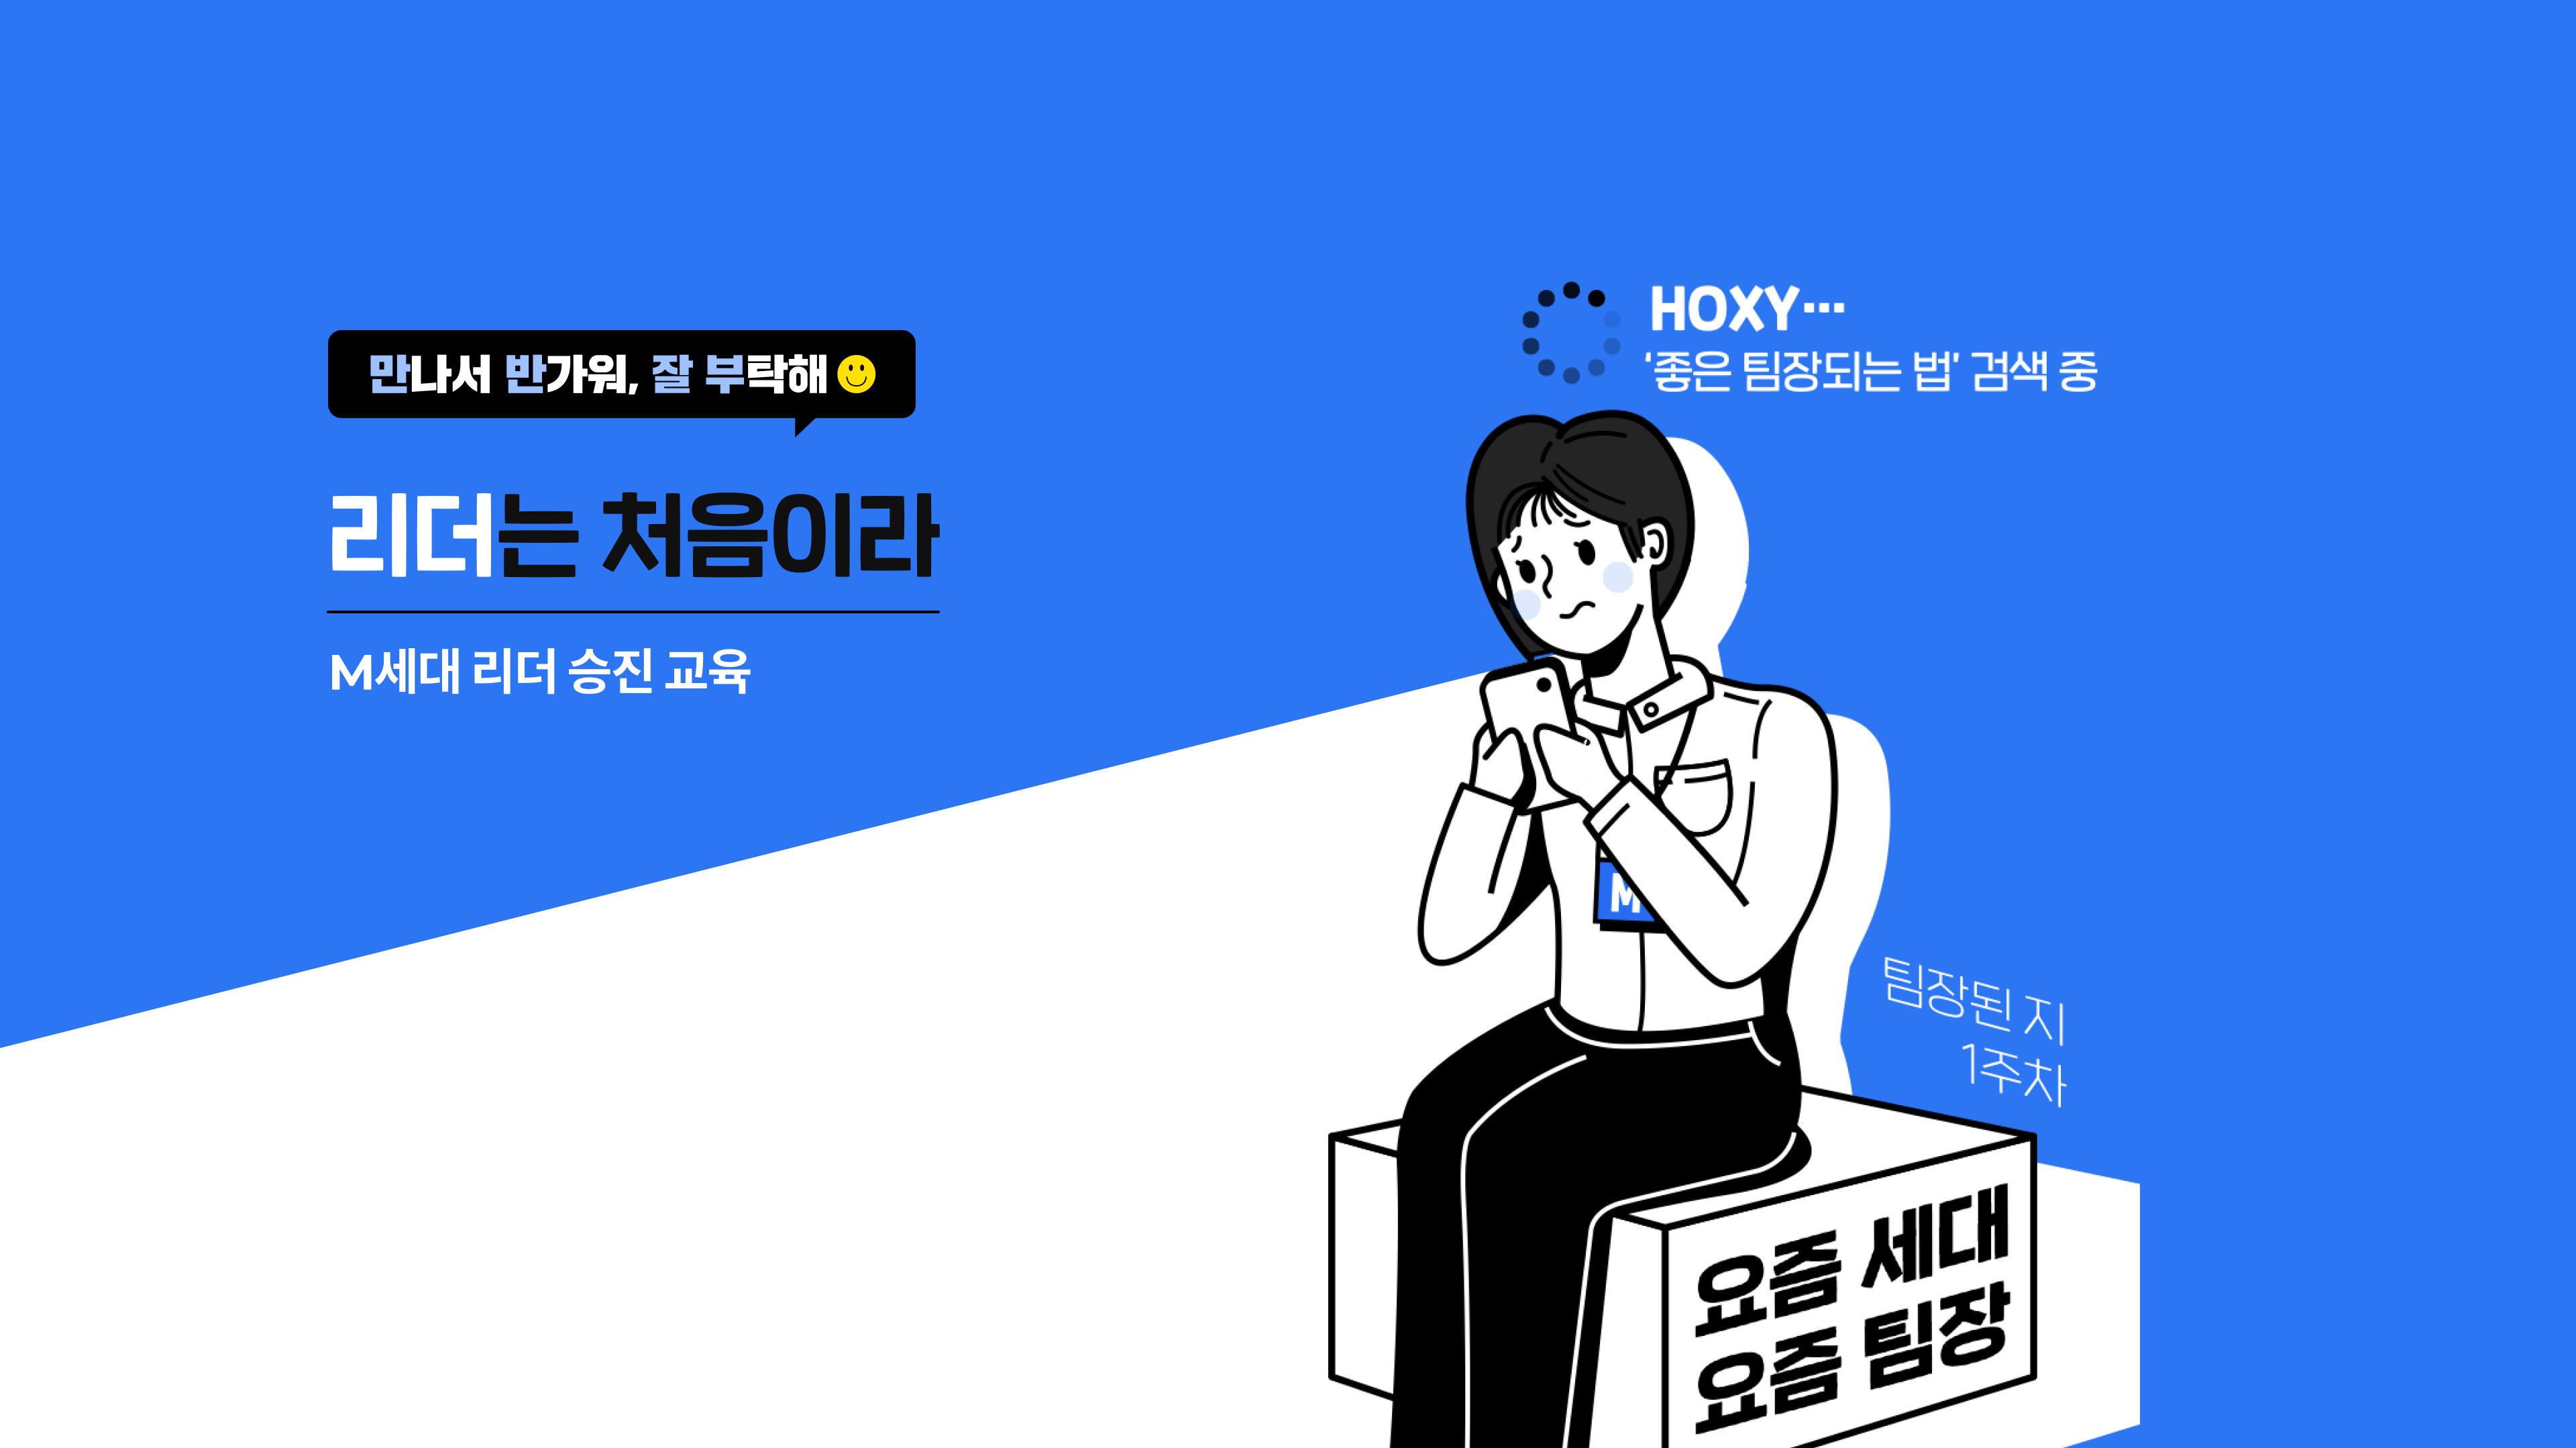 만나서 반가워, 잘 부탁해
리더는 처음이라
M세대 리더 승진 교육
HOXY…
‘좋은 팀장되는 법’ 검색 중
M
팀장된 지
1주차
요즘 세대
요즘 팀장